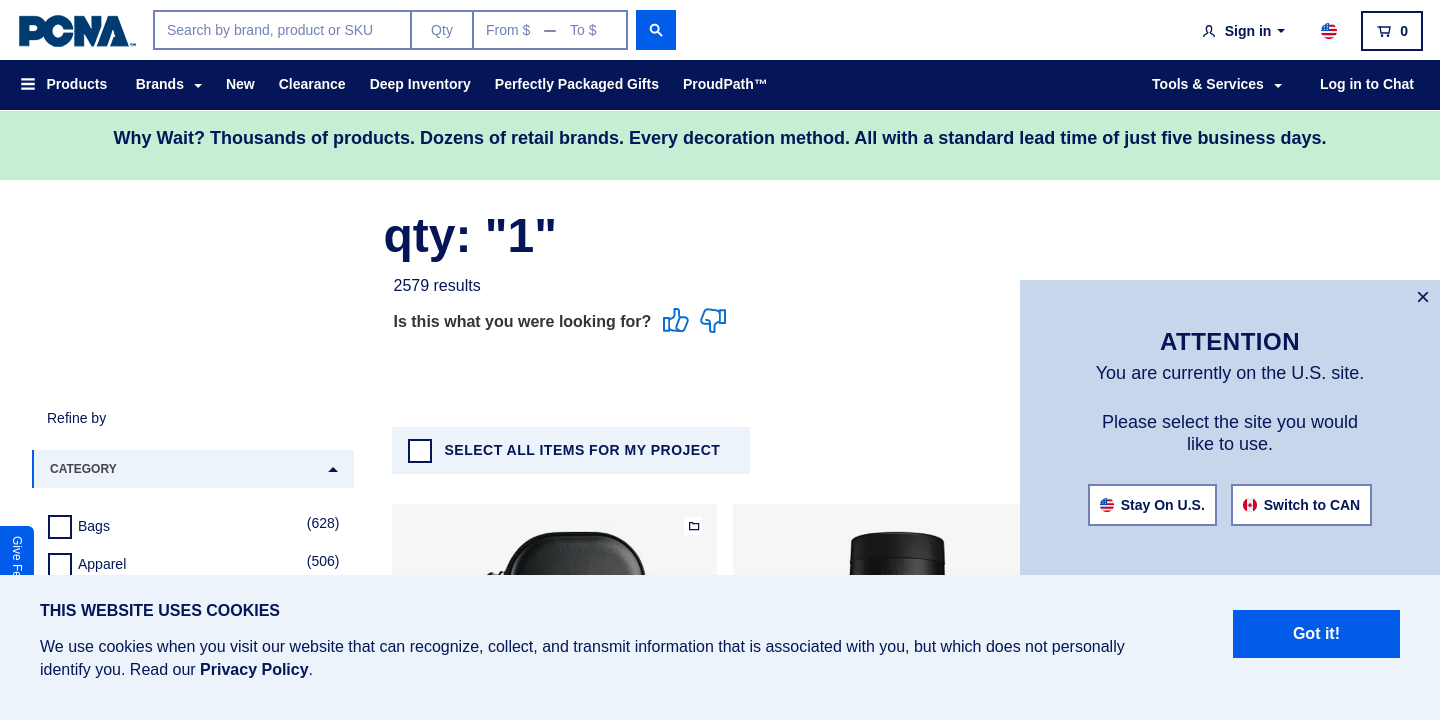 PCNA™
Search by brand, product or SKU
Qty
From $ — To $
Sign in
0
Products
Brands
New
Clearance
Deep Inventory
Perfectly Packaged Gifts
ProudPath™
Tools & Services
Log in to Chat
Why Wait? Thousands of products. Dozens of retail brands. Every decoration method. All with a standard lead time of just five business days.
qty: "1"
2579 results
Is this what you were looking for?
×
ATTENTION
You are currently on the U.S. site.
Please select the site you would
like to use.
Stay On U.S.
Switch to CAN
Refine by
SELECT ALL ITEMS FOR MY PROJECT
CATEGORY
Bags (628)
Apparel (506)
Give Fe
THIS WEBSITE USES COOKIES
We use cookies when you visit our website that can recognize, collect, and transmit information that is associated with you, but which does not personally
identify you. Read our Privacy Policy.
Got it!